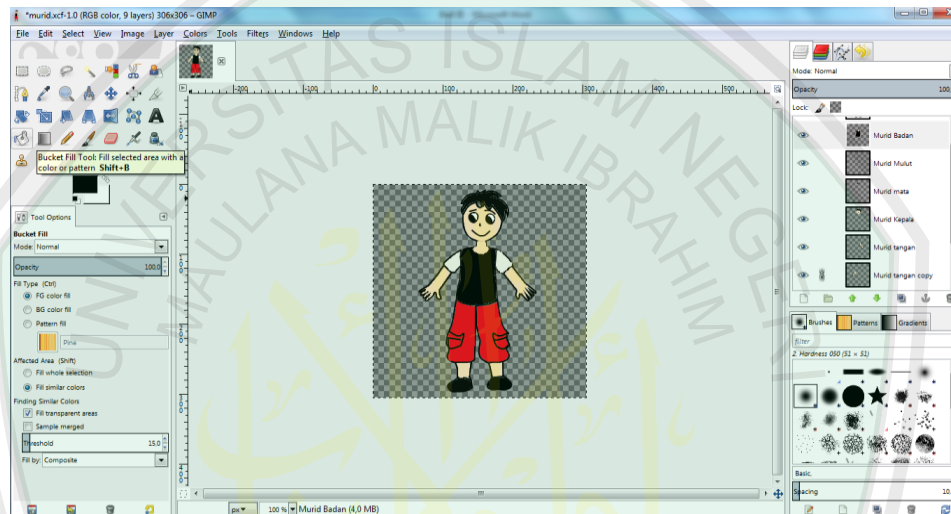 *murid.xcf-1.0 (RGB color, 9 layers) 306x306 – GIMP
File Edit Select View Image Layer Colors Tools Filters Windows Help
UNIVERSITAS ISLAM NEGERI
MAULANA MALIK IBRAHIM
Bucket Fill Tool: Fill selected area with a
color or pattern Shift+B
Tool Options
Bucket Fill
Mode: Normal
Opacity 100,0
Fill Type (Ctrl)
FG color fill
BG color fill
Pattern fill
Pine
Affected Area (Shift)
Fill whole selection
Fill similar colors
Finding Similar Colors
Fill transparent areas
Sample merged
Threshold 15,0
Fill by: Composite
px 100 % Murid Badan (4,0 MB)
Mode: Normal
Opacity 100,
Lock:
Murid Badan
Murid Mulut
Murid mata
Murid Kapala
Murid tangan
Murid tangan copy
Brushes Patterns Gradients
filter
2. Hardness 050 (51 × 51)
Basic,
Spacing 10,